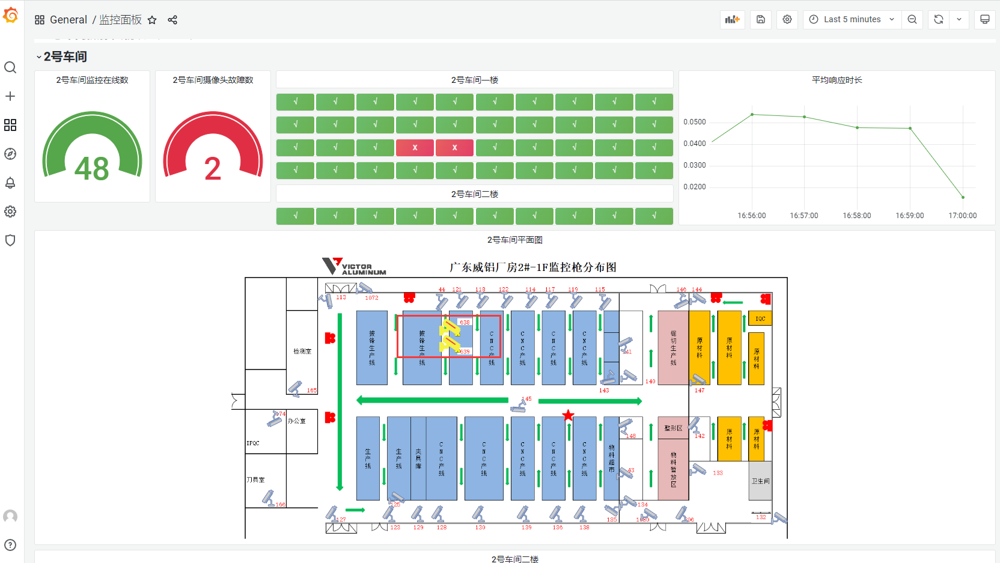 General / 监控面板
Last 5 minutes
2号车间
2号车间监控在线数
48
2号车间摄像头故障数
2
2号车间一楼
√ √ √ √ √ √ √ √ √ √
√ √ √ √ √ √ √ √ √ √
√ √ √ X X √ √ √ √ √
√ √ √ √ √ √ √ √ √ √
2号车间二楼
√ √ √ √ √ √ √ √ √ √
平均响应时长
0.0500
0.0400
0.0300
0.0200
16:56:00 16:57:00 16:58:00 16:59:00 17:00:00
2号车间平面图
VICTOR
ALUMINUM
广东威铝厂房2#-1F监控枪分布图
113 1072 44 121 118 122 114 117 119 115 146 144
检测室
165
披锋生产线
披锋生产线
638
639
CNC产线
CNC产线
CNC产线
CNC产线
141
140
143
锯切生产线
原材料
原材料
IQC
原材料
147
145
74
办公室
IPQC
刀具室
166
生产线
生产线
夹具库
CNC产线
CNC产线
CNC产线
CNC产线
CNC产线
物料超市
148
43
整形区
物料暂放区
142
原材料
原材料
133
卫生间
132
127 125 135 134 1080 206
123 129 128 130 139 136 138
2号车间二楼